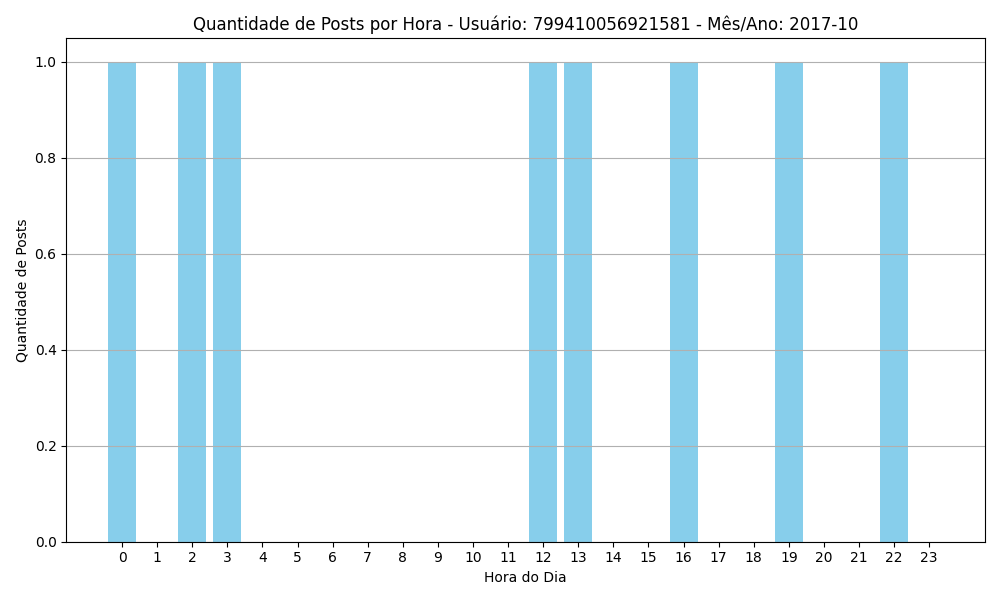 Quantidade de Posts por Hora - Usuário: 799410056921581 - Mês/Ano: 2017-10
Quantidade de Posts
1.0
0.8
0.6
0.4
0.2
0.0
0 1 2 3 4 5 6 7 8 9 10 11 12 13 14 15 16 17 18 19 20 21 22 23
Hora do Dia